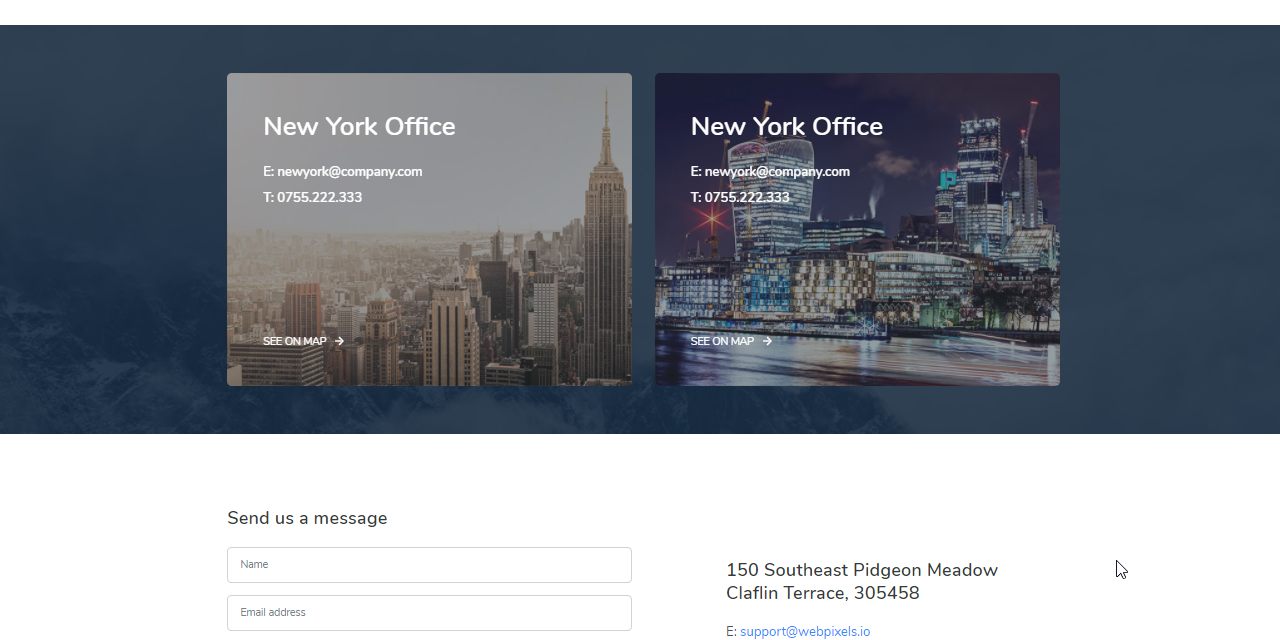 New York Office
E: newyork@company.com
T: 0755.222.333
SEE ON MAP
New York Office
E: newyork@company.com
T: 0755.222.333
SEE ON MAP
Send us a message
Name
Email address
150 Southeast Pidgeon Meadow
Claflin Terrace, 305458
E: support@webpixels.io